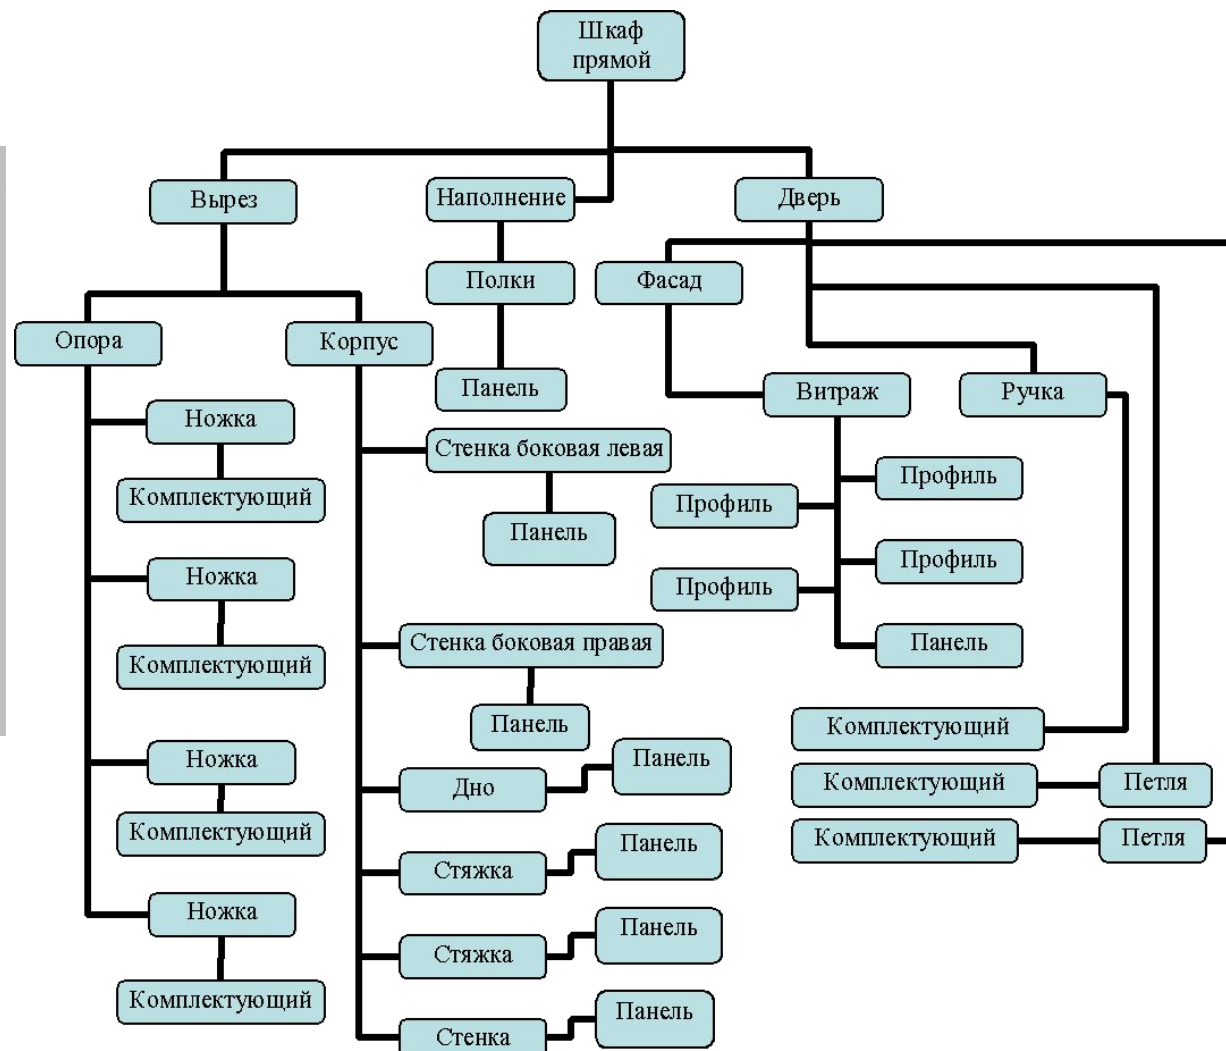 Шкаф
прямой
Вырез
Наполнение
Дверь
Полки
Фасад
Опора
Корпус
Панель
Витраж
Ручка
Ножка
Стенка боковая левая
Профиль
Комплектующий
Профиль
Панель
Ножка
Профиль
Профиль
Стенка боковая правая
Панель
Комплектующий
Панель
Комплектующий
Ножка
Панель
Дно
Комплектующий
Петля
Комплектующий
Панель
Комплектующий
Петля
Стяжка
Ножка
Панель
Стяжка
Комплектующий
Панель
Стенка